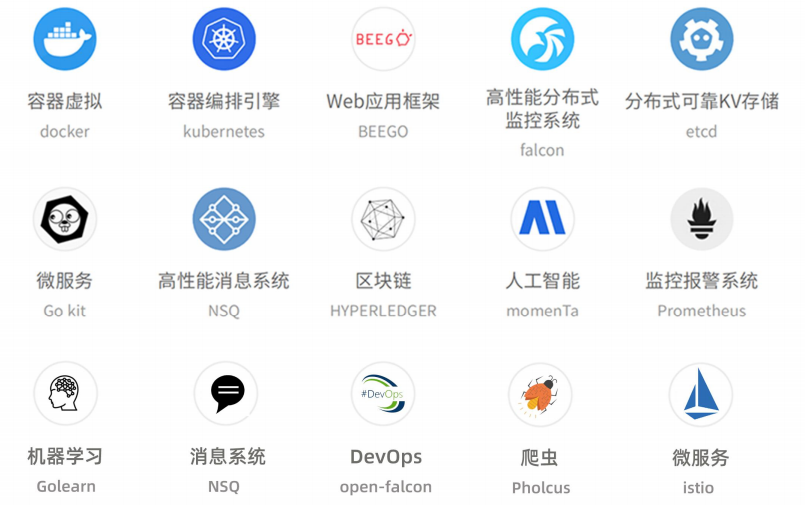 BEEGO
容器虚拟
容器编排引擎
Web应用框架
高性能分布式
监控系统
分布式可靠KV存储
docker
kubernetes
BEEGO
falcon
etcd
微服务
高性能消息系统
区块链
人工智能
监控报警系统
Go kit
NSQ
HYPERLEDGER
momenTa
Prometheus
#DevOps
机器学习
消息系统
DevOps
爬虫
微服务
Golearn
NSQ
open-falcon
Pholcus
istio